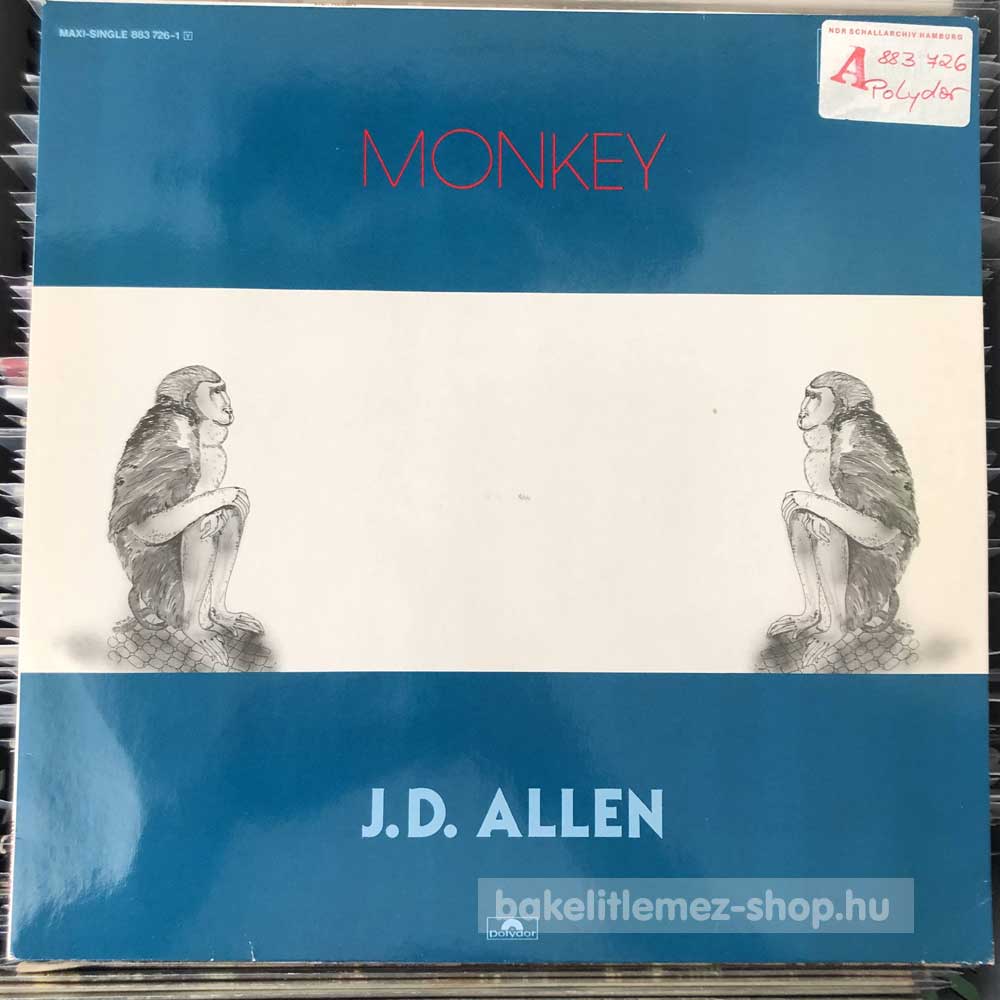 MAXI-SINGLE 883 726-1 Y
NDR SCHALLARCHIV HAMBURG
A 883 726
Polydor
MONKEY
J.D. ALLEN
bakelitlemez-shop.hu
Polydor